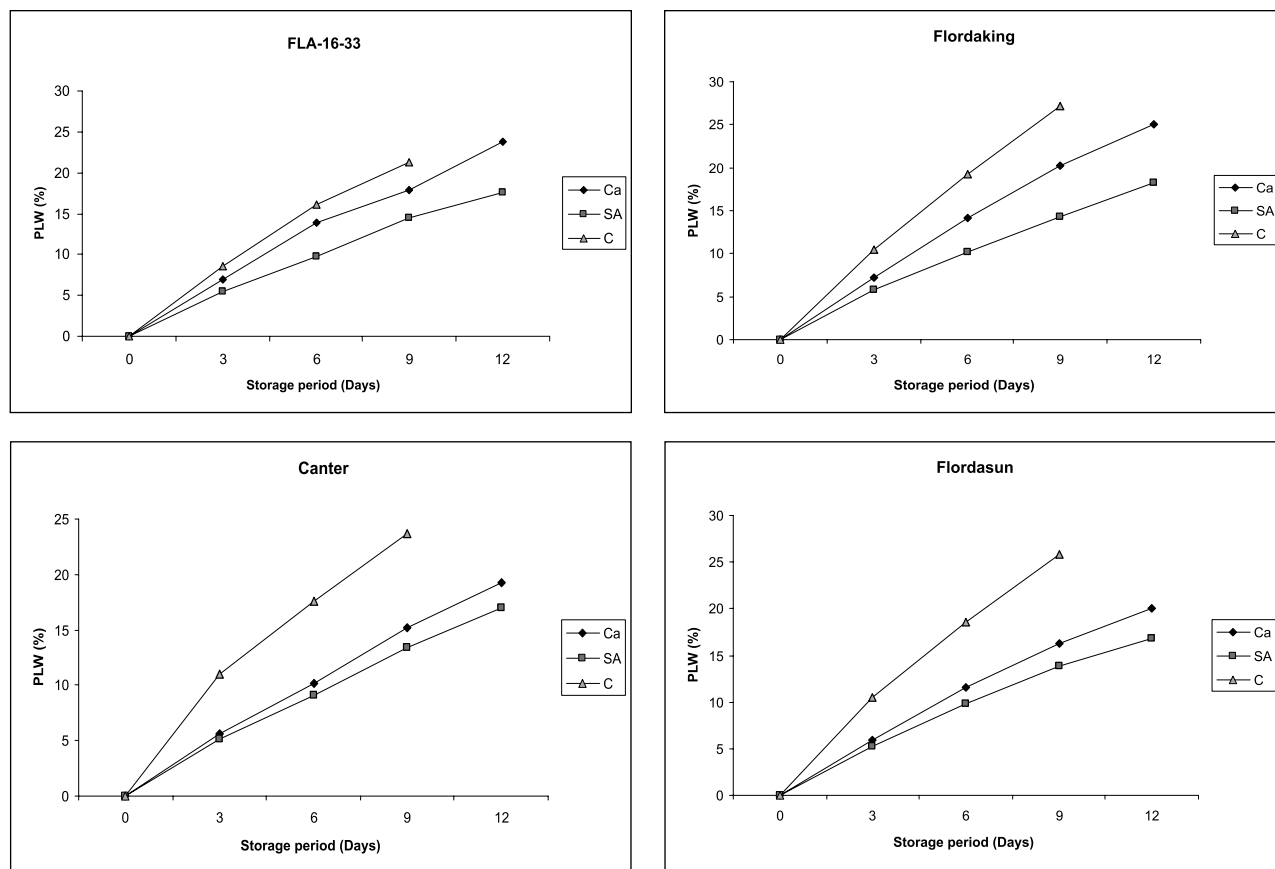 FLA-16-33
30
25
20
15
10
5
0
PLW (%)
0 3 6 9 12
Storage period (Days)
Ca
SA
C
Flordaking
30
25
20
15
10
5
0
PLW (%)
0 3 6 9 12
Storage period (Days)
Ca
SA
C
Canter
25
20
15
10
5
0
PLW (%)
0 3 6 9 12
Storage period (Days)
Ca
SA
C
Flordasun
30
25
20
15
10
5
0
PLW (%)
0 3 6 9 12
Storage period (Days)
Ca
SA
C